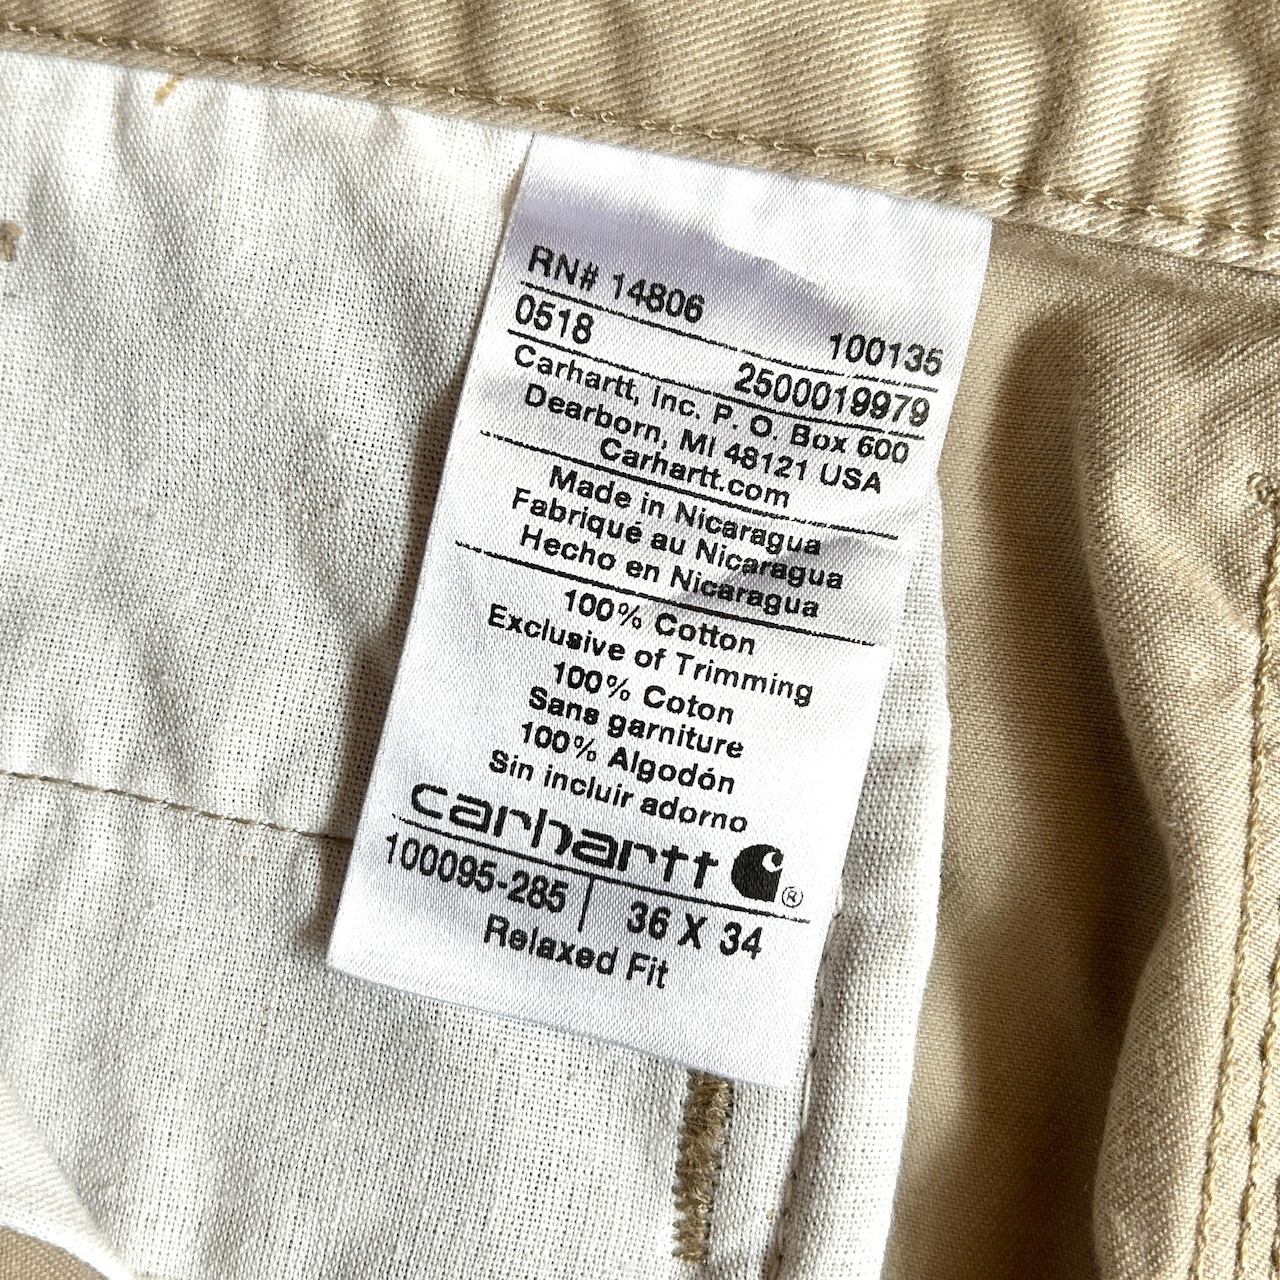 RN# 14806 100135
0518 2500019979
Carhartt, Inc. P. O. Box 600
Dearborn, MI 48121 USA
Carhartt.com
Made in Nicaragua
Fabriqué au Nicaragua
Hecho en Nicaragua
100% Cotton
Exclusive of Trimming
100% Coton
Sans garniture
100% Algodón
Sin incluir adorno
carhartt ®
100095-285 | 36 X 34
Relaxed Fit